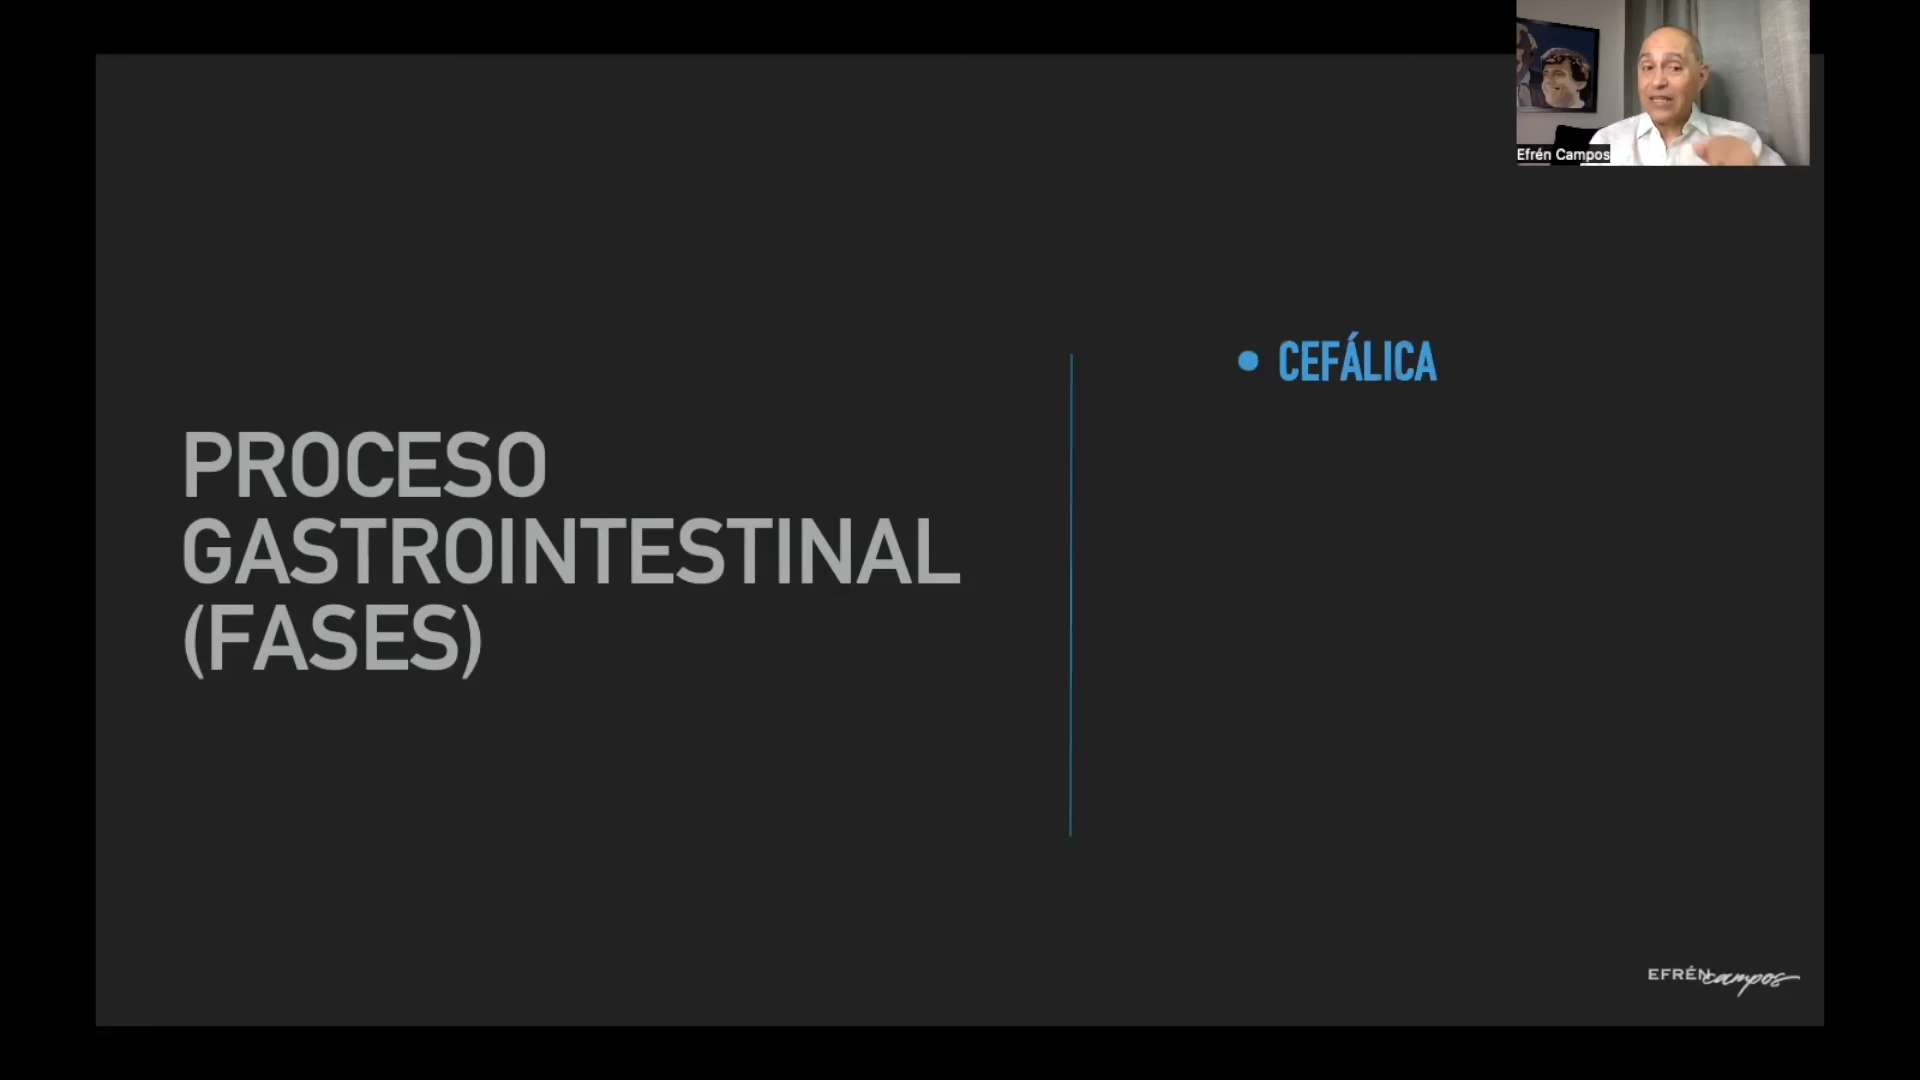 Efrén Campos
PROCESO
GASTROINTESTINAL
(FASES)
• CEFÁLICA
EFRÉN campos